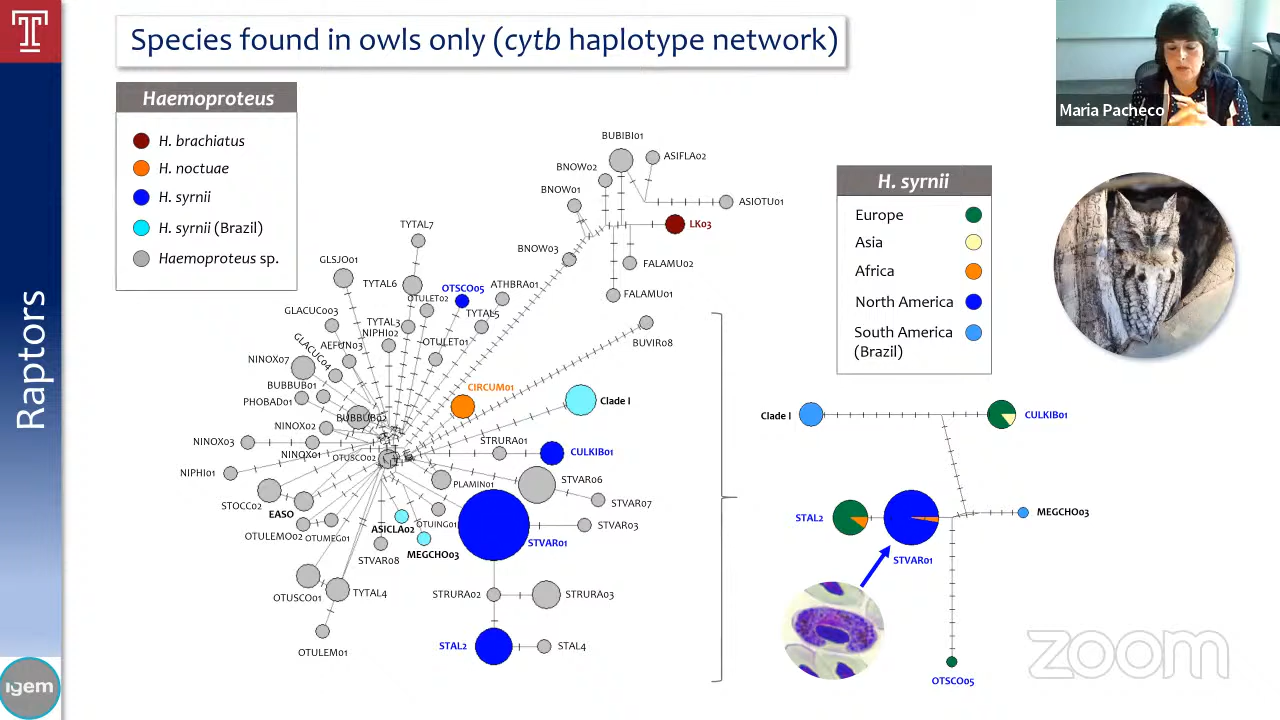 Species found in owls only (cytb haplotype network)
Maria Pacheco
Raptors
igem
Haemoproteus
H. brachiatus
H. noctuae
H. syrnii
H. syrnii (Brazil)
Haemoproteus sp.
BUBIBI01
ASIFLA02
BNOW02
BNOW01
ASIOTU01
LK03
BNOW03
FALAMU02
FALAMU01
TYTAL7
GLSJO01
TYTAL6
OTSCO05
ATHBRA01
OTULET02
GLACUC003
TYTAL3
TYTAL5
NIPHI02
OTULET01
BUVIR08
AEFUN03
GLACUC04
NINOX07
BUBBUB01
PHOBAD01
CIRCUM01
Clade I
BUBBUB02
NINOX02
NINOX03
NINOX01
OTUSCO02
STRURA01
CULKIB01
NIPHI01
PLAMIN01
STVAR06
STVAR07
STOCC02
EASO
OTULEMO02
OTUMEG01
ASICLA02
OTUING01
STVAR03
STVAR01
MEGCHO03
STVAR08
OTUSCO01
TYTAL4
STRURA02
STRURA03
OTULEM01
STAL2
STAL4
H. syrnii
Europe
Asia
Africa
North America
South America
(Brazil)
Clade I
CULKIB01
STAL2
MEGCHO03
STVAR01
OTSCO05
zoom